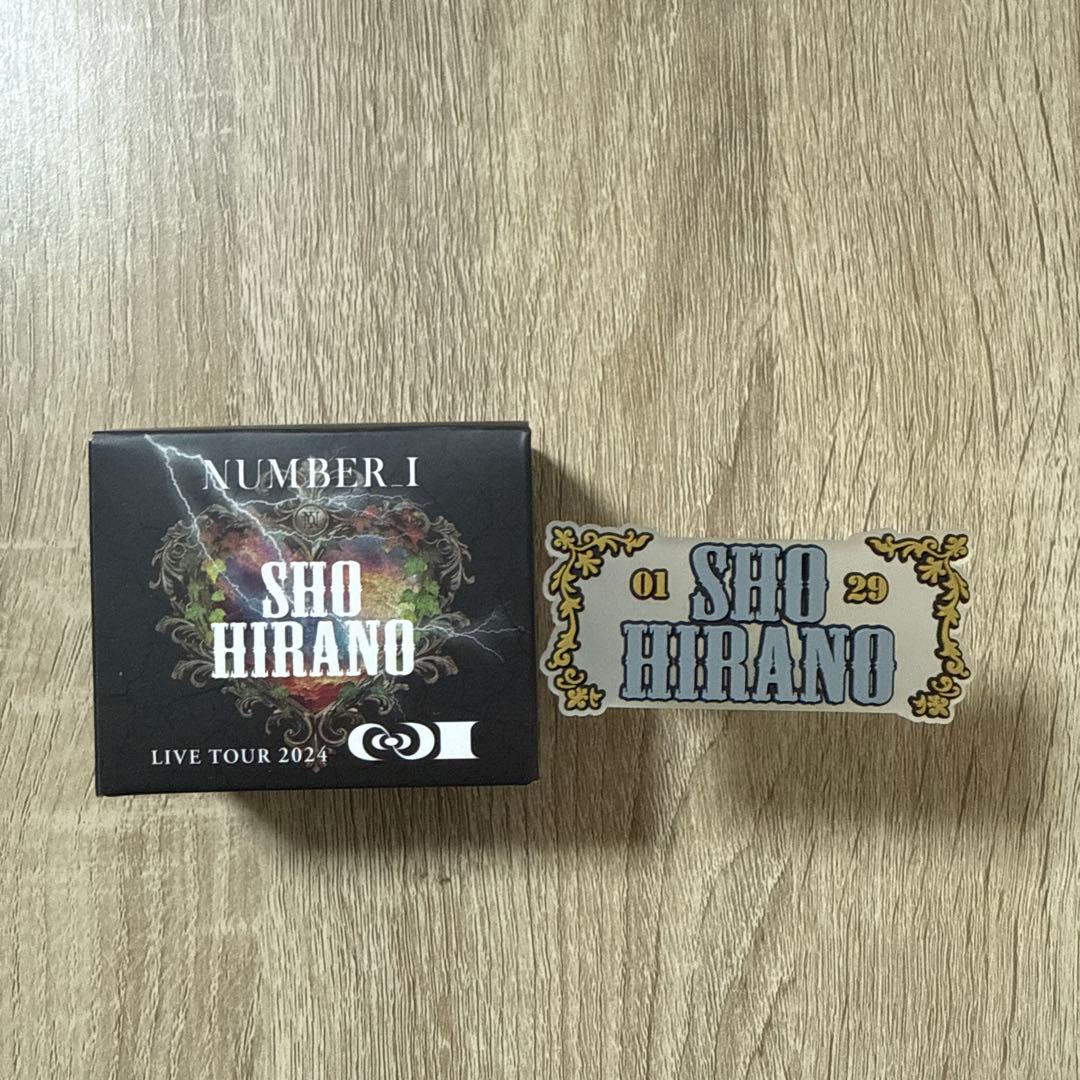 NUMBER_I
SHO
HIRANO
LIVE TOUR 2024
01 SHO 29
HIRANO